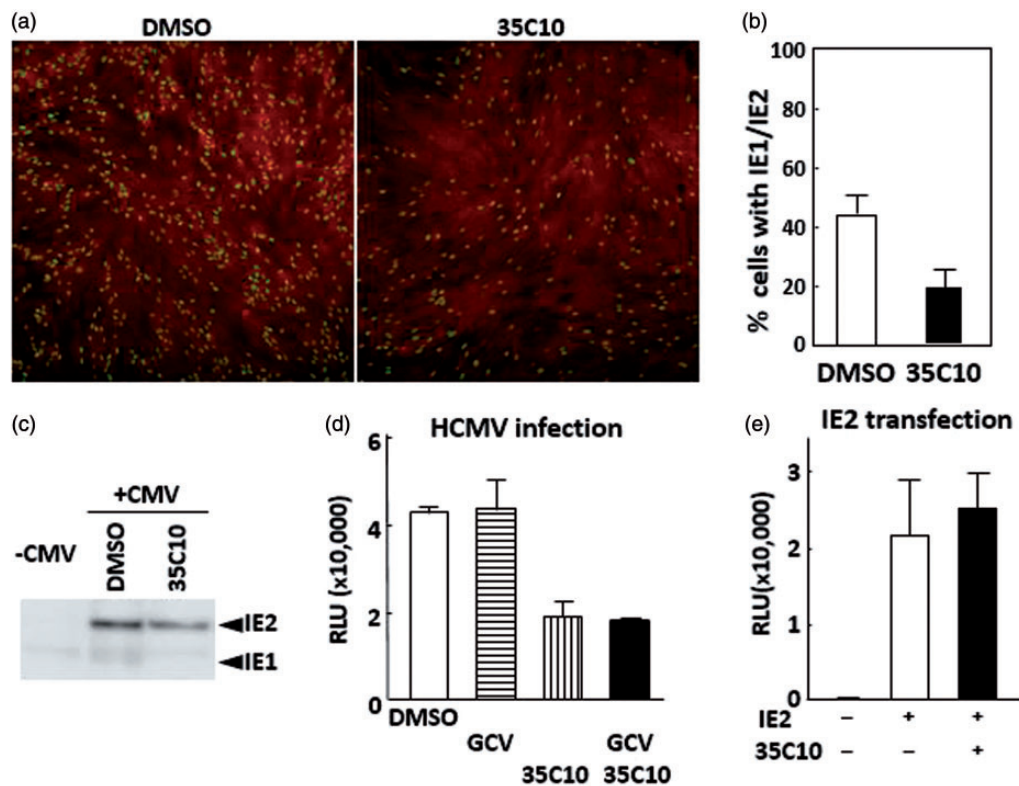 (a)
DMSO
35C10
(b)
% cells with IE1/IE2
100
80
60
40
20
0
DMSO 35C10
(c)
+CMV
-CMV
DMSO
35C10
IE2
IE1
(d)
HCMV infection
RLU (x10,000)
6
4
2
0
DMSO
GCV
35C10
GCV
35C10
(e)
IE2 transfection
RLU(x10,000)
3
2
1
0
IE2 – + +
35C10 – – +